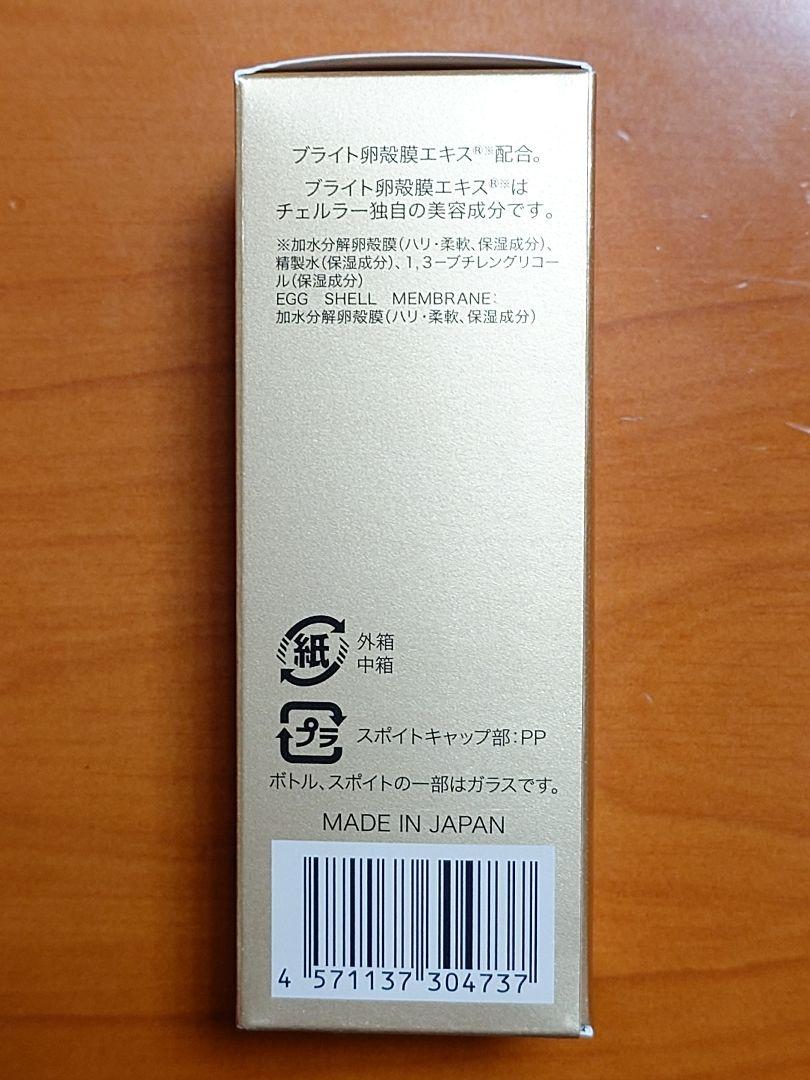 ブライト卵殻膜エキス®※配合。
ブライト卵殻膜エキス®※は
チェルラー独自の美容成分です。
※加水分解卵殻膜(ハリ・柔軟、保湿成分)、
精製水(保湿成分)、1,3ーブチレングリコー
ル(保湿成分)
EGG SHELL MEMBRANE:
加水分解卵殻膜(ハリ・柔軟、保湿成分)
紙
外箱
中箱
プラ
スポイトキャップ部:PP
ボトル、スポイトの一部はガラスです。
MADE IN JAPAN
4 571137 304737